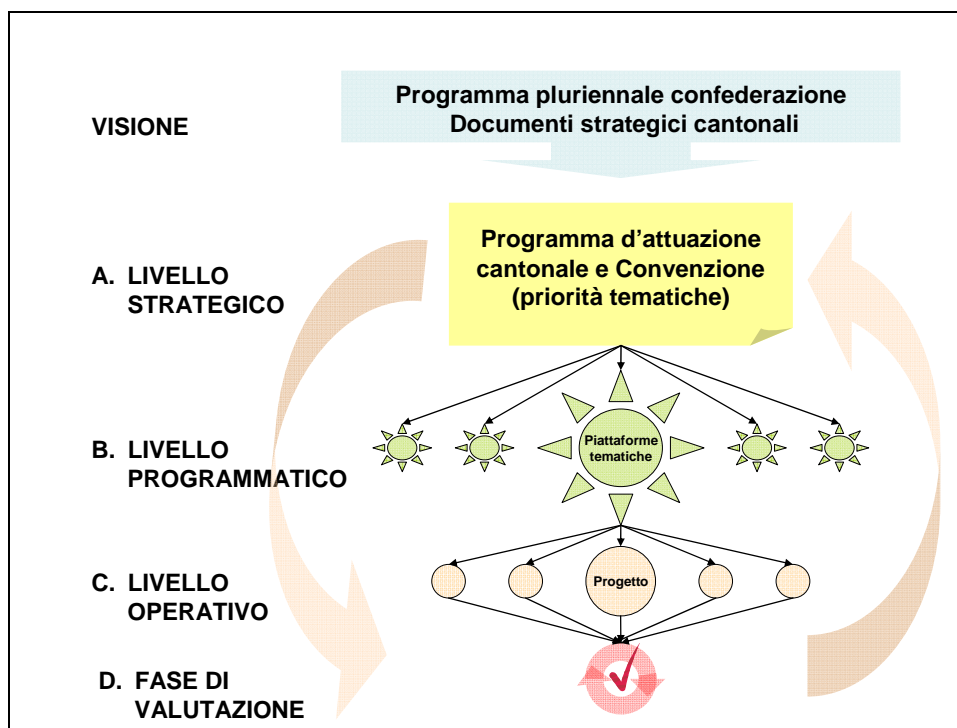 Programma pluriennale confederazione
Documenti strategici cantonali
VISIONE
Programma d'attuazione
cantonale e Convenzione
(priorità tematiche)
A. LIVELLO
STRATEGICO
Piattaforme
tematiche
B. LIVELLO
PROGRAMMATICO
Progetto
C. LIVELLO
OPERATIVO
D. FASE DI
VALUTAZIONE